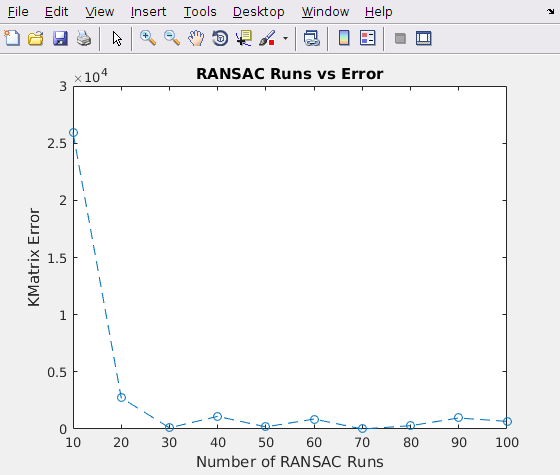 File Edit View Insert Tools Desktop Window Help
RANSAC Runs vs Error
×10⁴
3
2.5
2
1.5
1
0.5
0
KMatrix Error
10 20 30 40 50 60 70 80 90 100
Number of RANSAC Runs